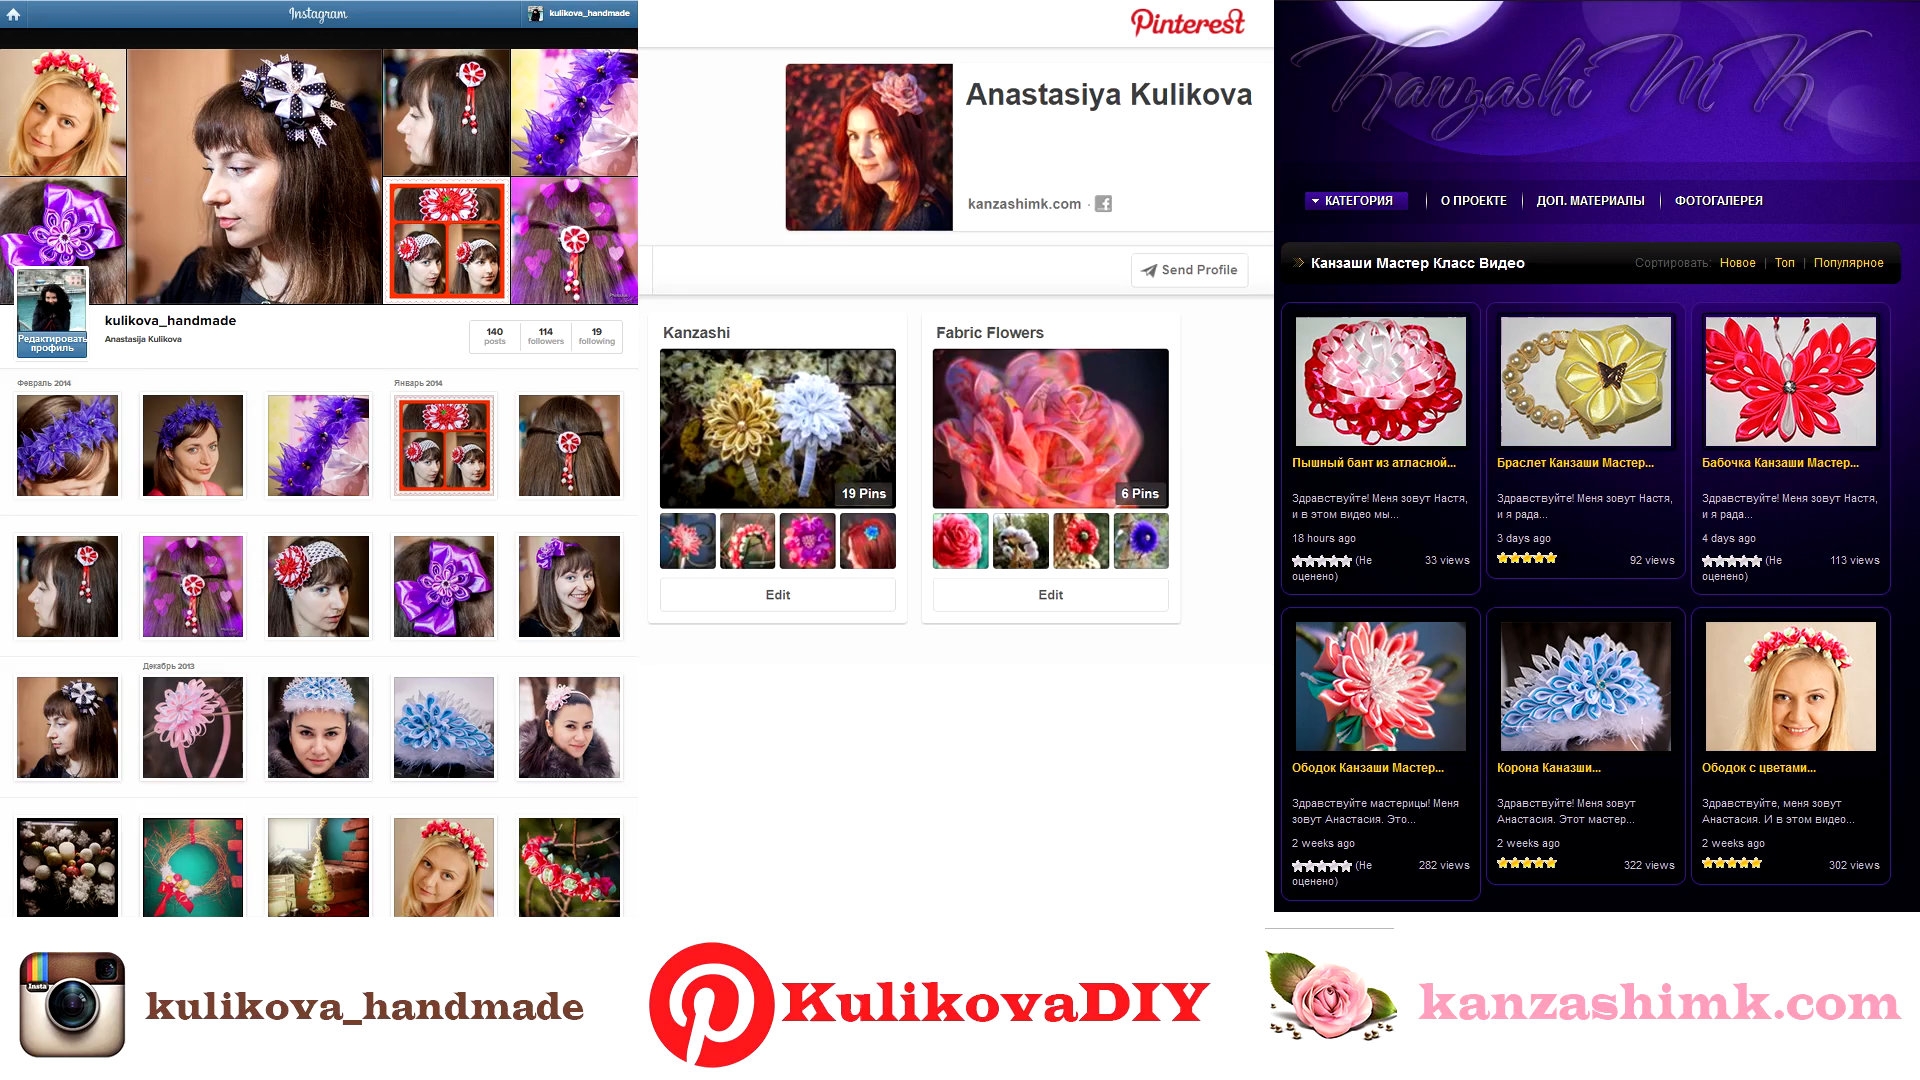 Instagram
kulikova_handmade
kulikova_handmade
Anastasija Kulikova
Редактировать
профиль
140
posts
114
followers
19
following
Февраль 2014
Январь 2014
Декабрь 2013
Insta
kulikova_handmade
Pinterest
Anastasiya Kulikova
kanzashimk.com ·
Send Profile
Kanzashi
19 Pins
Edit
Fabric Flowers
6 Pins
Edit
KulikovaDIY
Kanzashi MK
КАТЕГОРИЯ
О ПРОЕКТЕ
ДОП. МАТЕРИАЛЫ
ФОТОГАЛЕРЕЯ
Канзаши Мастер Класс Видео
Сортировать: Новое | Топ | Популярное
Пышный бант из атласной...
Здравствуйте! Меня зовут Настя,
и в этом видео мы...
18 hours ago
(Не
оценено)
33 views
Браслет Канзаши Мастер...
Здравствуйте! Меня зовут Настя,
и я рада...
3 days ago
92 views
Бабочка Канзаши Мастер...
Здравствуйте! Меня зовут Настя,
и я рада...
4 days ago
(Не
оценено)
113 views
Ободок Канзаши Мастер...
Здравствуйте мастерицы! Меня
зовут Анастасия. Это...
2 weeks ago
(Не
оценено)
282 views
Корона Каназши...
Здравствуйте! Меня зовут
Анастасия. Этот мастер...
2 weeks ago
322 views
Ободок с цветами...
Здравствуйте, меня зовут
Анастасия. И в этом видео...
2 weeks ago
302 views
kanzashimk.com